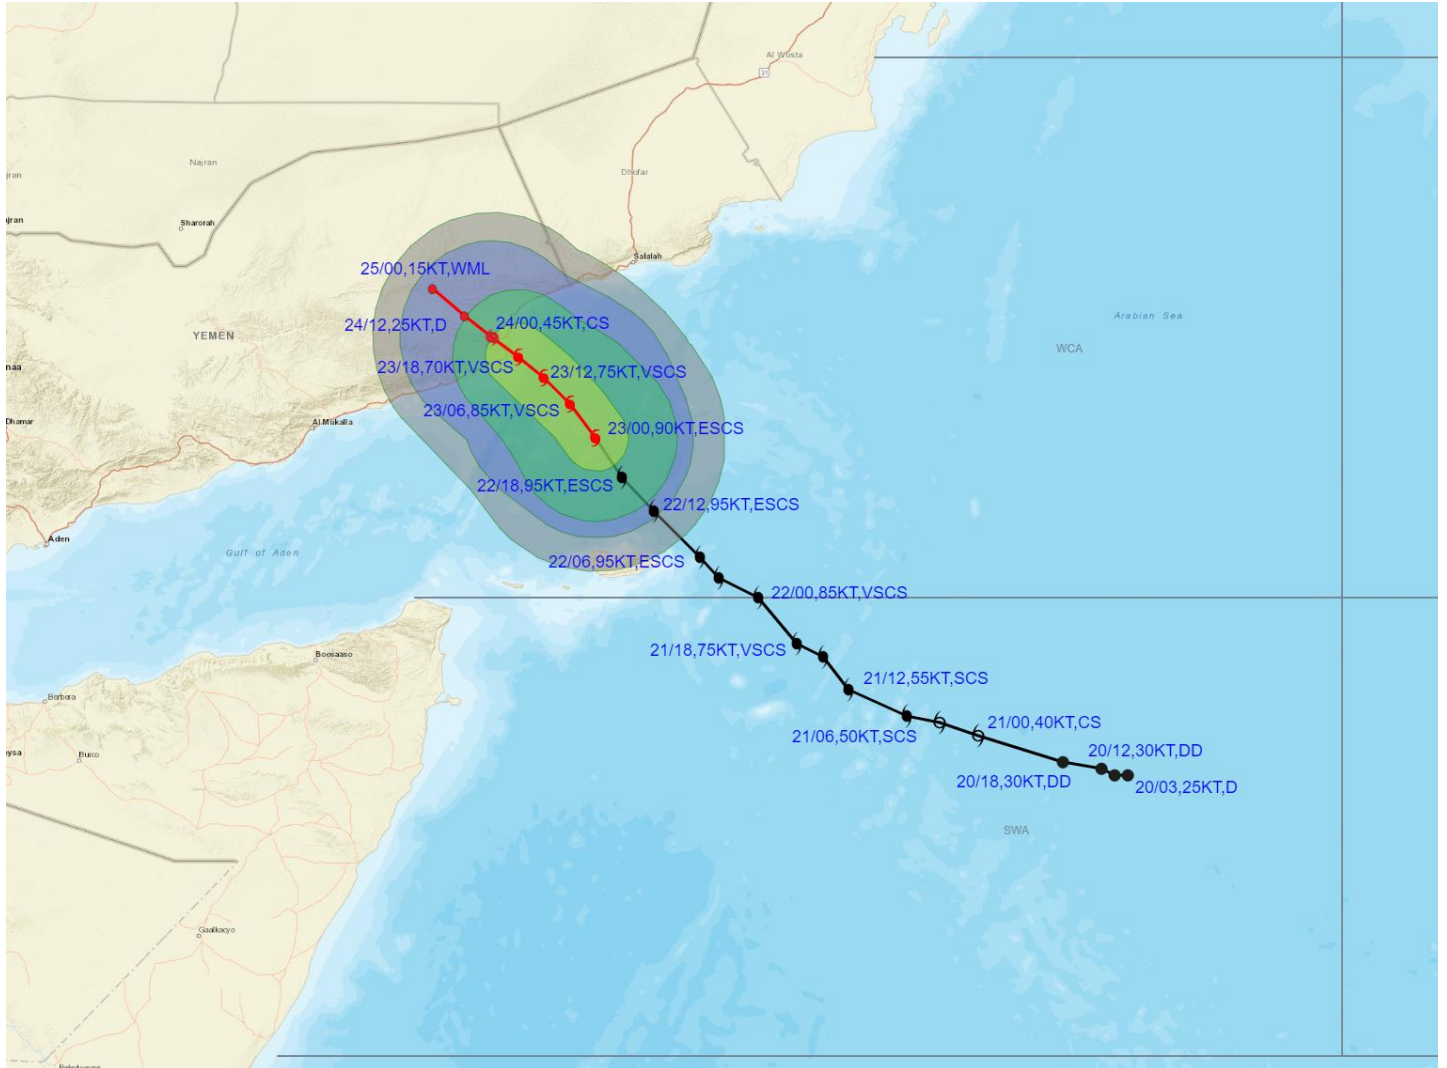 Al Wusta
31
Najran
jran
Dhofar
jran
Sharorah
Salalah
25/00,15KT,WML
Arabian Sea
24/12,25KT,D
24/00,45KT,CS
YEMEN
WCA
naa
23/18,70KT,VSCS
23/12,75KT,VSCS
23/06,85KT,VSCS
Dhamar
Al Mukalla
23/00,90KT,ESCS
22/18,95KT,ESCS
22/12,95KT,ESCS
Aden
Gulf of Aden
22/06,95KT,ESCS
22/00,85KT,VSCS
21/18,75KT,VSCS
Boosaaso
21/12,55KT,SCS
Berbera
21/00,40KT,CS
21/06,50KT,SCS
eysa
Burco
20/12,30KT,DD
20/18,30KT,DD
20/03,25KT,D
SWA
Gaalkacyo